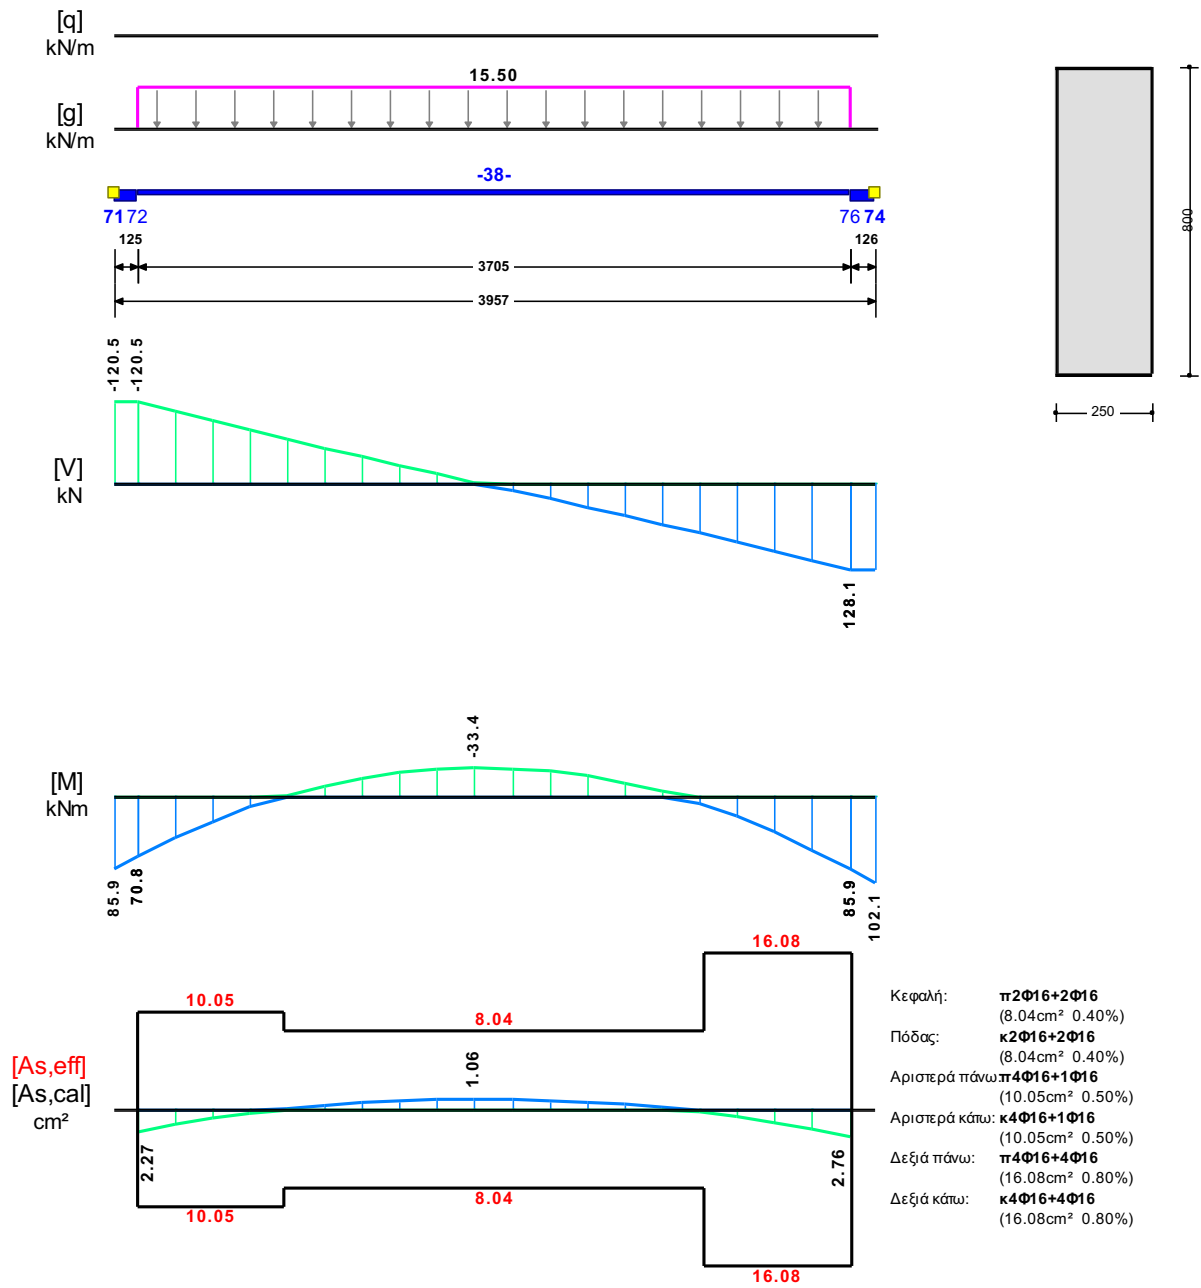 [q]
kN/m
15.50
[g]
kN/m
-38-
71 72 76 74
125 126
3705
3957
800
250
-120.5 -120.5
[V]
kN
128.1
-33.4
[M]
kNm
85.9 70.8 85.9 102.1
16.08
10.05
8.04
[As,eff]
[As,cal]
cm²
1.06
2.27 2.76
10.05 8.04
16.08
Κεφαλή: π2Φ16+2Φ16
(8.04cm² 0.40%)
Πόδας: κ2Φ16+2Φ16
(8.04cm² 0.40%)
Αριστερά πάνω: π4Φ16+1Φ16
(10.05cm² 0.50%)
Αριστερά κάτω: κ4Φ16+1Φ16
(10.05cm² 0.50%)
Δεξιά πάνω: π4Φ16+4Φ16
(16.08cm² 0.80%)
Δεξιά κάτω: κ4Φ16+4Φ16
(16.08cm² 0.80%)